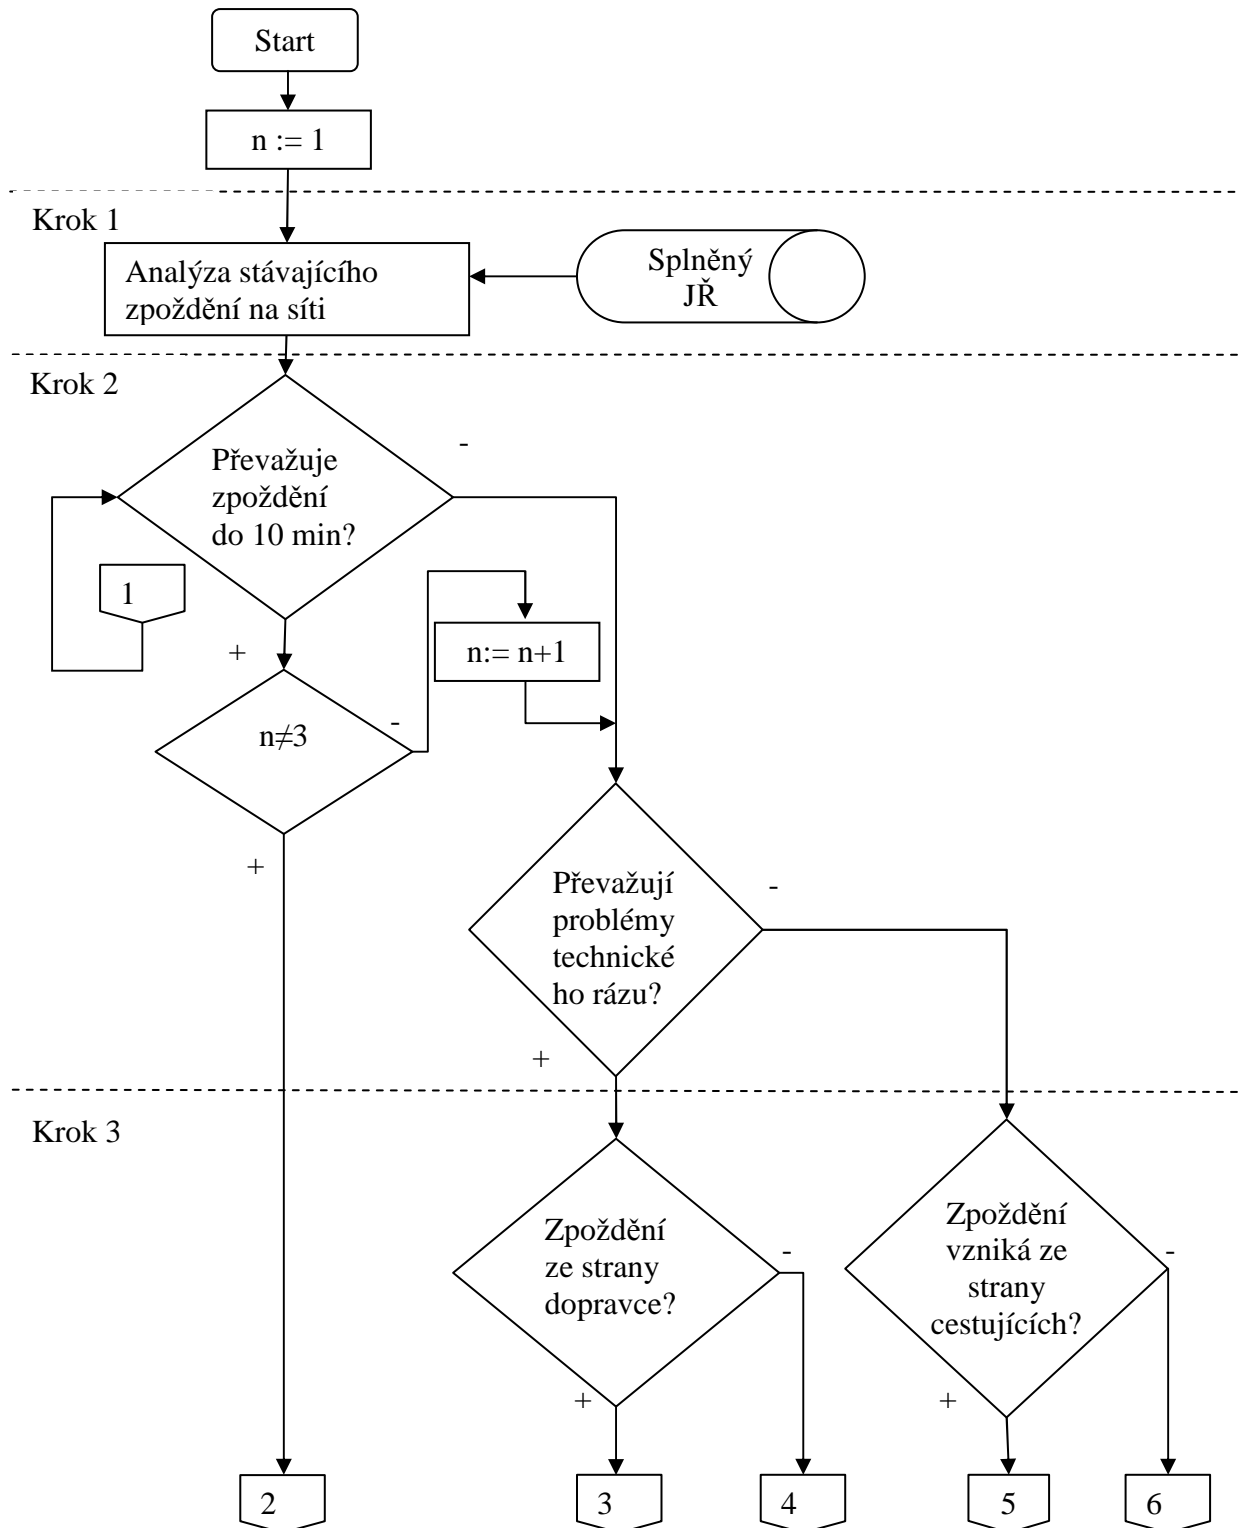 Start
n := 1
Krok 1
Analýza stávajícího
zpoždění na síti
Splněný
JŘ
Krok 2
-
Převažuje
zpoždění
do 10 min?
1
+
n:= n+1
-
n≠3
+
Převažují
problémy
technické
ho rázu?
-
+
Krok 3
Zpoždění
ze strany
dopravce?
-
+
Zpoždění
vzniká ze
strany
cestujících?
-
+
2
3
4
5
6